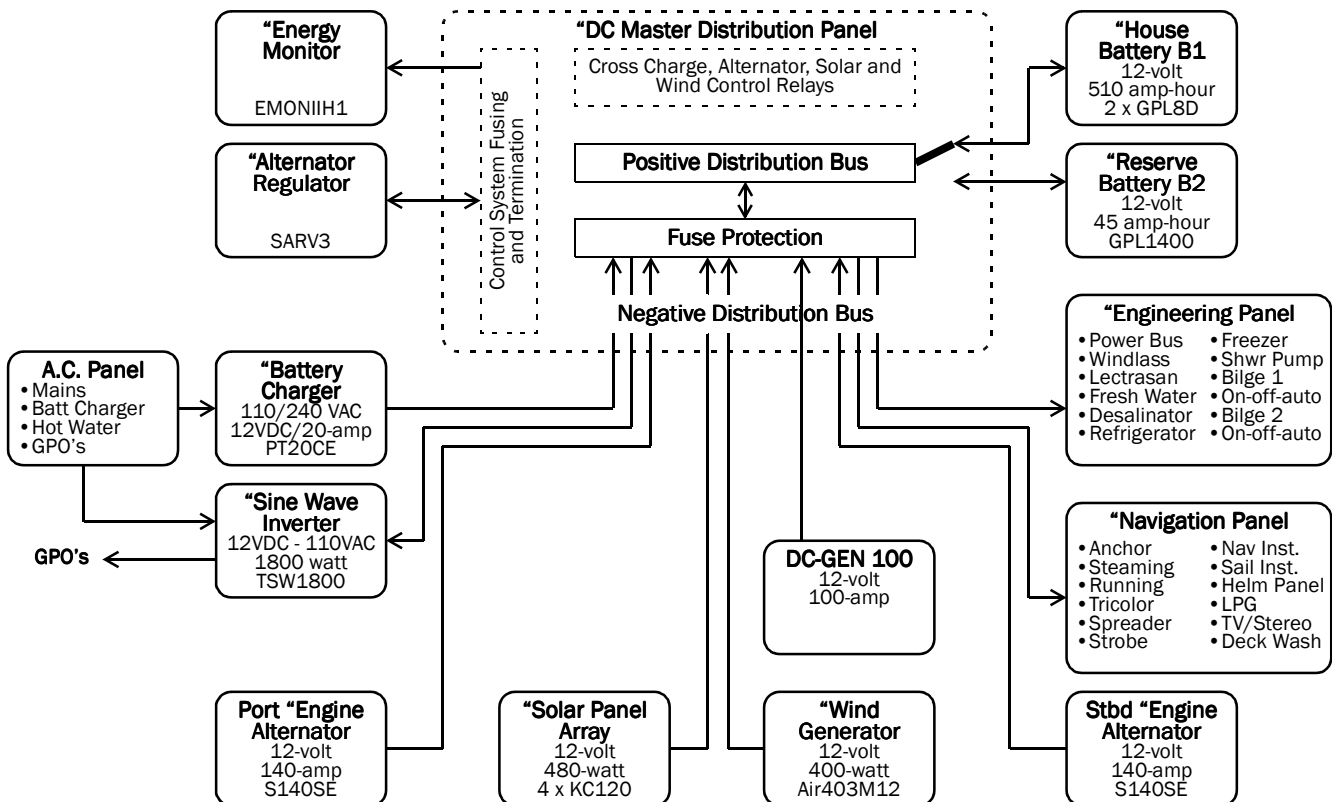 “Energy
Monitor
EMONIIH1
“DC Master Distribution Panel
Cross Charge, Alternator, Solar and
Wind Control Relays
Control System Fusing
and Termination
Positive Distribution Bus
Fuse Protection
Negative Distribution Bus
“House
Battery B1
12-volt
510 amp-hour
2 x GPL8D
“Alternator
Regulator
SARV3
“Reserve
Battery B2
12-volt
45 amp-hour
GPL1400
“Engineering Panel
• Power Bus
• Windlass
• Lectrasan
• Fresh Water
• Desalinator
• Refrigerator
• Freezer
• Shwr Pump
• Bilge 1
• On-off-auto
• Bilge 2
• On-off-auto
A.C. Panel
• Mains
• Batt Charger
• Hot Water
• GPO's
“Battery
Charger
110/240 VAC
12VDC/20-amp
PT20CE
“Sine Wave
Inverter
12VDC - 110VAC
1800 watt
TSW1800
GPO's
DC-GEN 100
12-volt
100-amp
“Navigation Panel
• Anchor
• Steaming
• Running
• Tricolor
• Spreader
• Strobe
• Nav Inst.
• Sail Inst.
• Helm Panel
• LPG
• TV/Stereo
• Deck Wash
Port “Engine
Alternator
12-volt
140-amp
S140SE
“Solar Panel
Array
12-volt
480-watt
4 x KC120
“Wind
Generator
12-volt
400-watt
Air403M12
Stbd “Engine
Alternator
12-volt
140-amp
S140SE